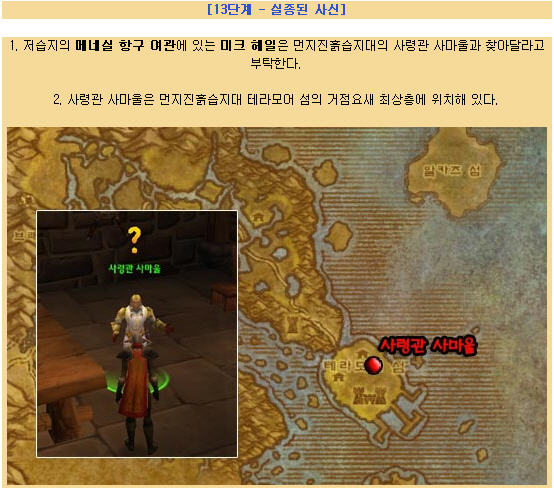 [13단계 - 실종된 사신]
1. 저습지의 메네실 항구 여관에 있는 미크 헤일은 먼지진흙습지대의 사령관 사마울과 찾아달라고
부탁한다.
2. 사령관 사마울은 먼지진흙습지대 테라모어 섬의 거점요새 최상층에 위치해 있다.
알카즈 섬
사령관 사마울
사령관 사마울
테라모 섬